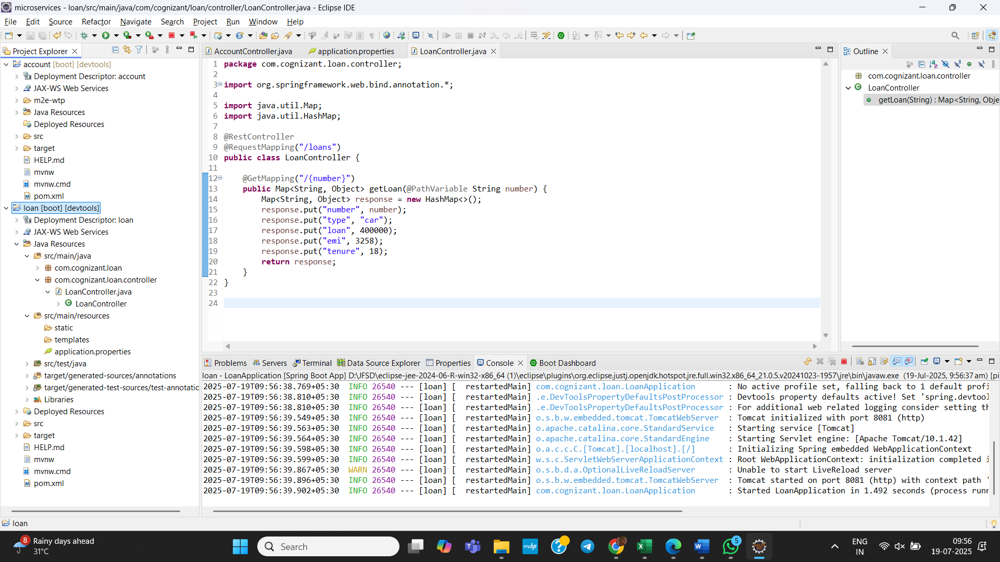 microservices - loan/src/main/java/com/cognizant/loan/controller/LoanController.java - Eclipse IDE
File Edit Source Refactor Navigate Search Project Run Window Help
Project Explorer
account [boot] [devtools]
Deployment Descriptor: account
JAX-WS Web Services
m2e-wtp
Java Resources
Deployed Resources
src
target
HELP.md
mvnw
mvnw.cmd
pom.xml
loan [boot] [devtools]
Deployment Descriptor: loan
JAX-WS Web Services
Java Resources
src/main/java
com.cognizant.loan
com.cognizant.loan.controller
LoanController.java
LoanController
src/main/resources
static
templates
application.properties
src/test/java
target/generated-sources/annotations
target/generated-test-sources/test-annotatic
Libraries
Deployed Resources
src
target
HELP.md
mvnw
mvnw.cmd
pom.xml
AccountController.java application.properties LoanController.java
1 package com.cognizant.loan.controller;
2
3 import org.springframework.web.bind.annotation.*;
4
5 import java.util.Map;
6 import java.util.HashMap;
7
8 @RestController
9 @RequestMapping("/loans")
10 public class LoanController {
11
12 @GetMapping("/{number}")
13 public Map<String, Object> getLoan(@PathVariable String number) {
14 Map<String, Object> response = new HashMap<>();
15 response.put("number", number);
16 response.put("type", "car");
17 response.put("loan", 400000);
18 response.put("emi", 3258);
19 response.put("tenure", 18);
20 return response;
21 }
22 }
23
24
Outline
com.cognizant.loan.controller
LoanController
getLoan(String) : Map<String, Obje
Problems Servers Terminal Data Source Explorer Properties Console Boot Dashboard
loan - LoanApplication [Spring Boot App] D:\JFSD\eclipse-jee-2024-06-R-win32-x86_64 (1)\eclipse\plugins\org.eclipse.justj.openjdk.hotspot.jre.full.win32.x86_64_21.0.5.v20241023-1957\jre\bin\javaw.exe (19-Jul-2025, 9:56:37 am) [pi
2025-07-19T09:56:38.769+05:30 INFO 26540 --- [loan] [ restartedMain] com.cognizant.loan.LoanApplication : No active profile set, falling back to 1 default profi
2025-07-19T09:56:38.810+05:30 INFO 26540 --- [loan] [ restartedMain] .e.DevToolsPropertyDefaultsPostProcessor : Devtools property defaults active! Set 'spring.devtool
2025-07-19T09:56:38.810+05:30 INFO 26540 --- [loan] [ restartedMain] .e.DevToolsPropertyDefaultsPostProcessor : For additional web related logging consider setting th
2025-07-19T09:56:39.549+05:30 INFO 26540 --- [loan] [ restartedMain] o.s.b.w.embedded.tomcat.TomcatWebServer : Tomcat initialized with port 8081 (http)
2025-07-19T09:56:39.563+05:30 INFO 26540 --- [loan] [ restartedMain] o.apache.catalina.core.StandardService : Starting service [Tomcat]
2025-07-19T09:56:39.564+05:30 INFO 26540 --- [loan] [ restartedMain] o.apache.catalina.core.StandardEngine : Starting Servlet engine: [Apache Tomcat/10.1.42]
2025-07-19T09:56:39.598+05:30 INFO 26540 --- [loan] [ restartedMain] o.a.c.c.C.[Tomcat].[localhost].[/] : Initializing Spring embedded WebApplicationContext
2025-07-19T09:56:39.599+05:30 INFO 26540 --- [loan] [ restartedMain] w.s.c.ServletWebServerApplicationContext : Root WebApplicationContext: initialization completed i
2025-07-19T09:56:39.867+05:30 WARN 26540 --- [loan] [ restartedMain] o.s.b.d.a.OptionalLiveReloadServer : Unable to start LiveReload server
2025-07-19T09:56:39.896+05:30 INFO 26540 --- [loan] [ restartedMain] o.s.b.w.embedded.tomcat.TomcatWebServer : Tomcat started on port 8081 (http) with context path '
2025-07-19T09:56:39.902+05:30 INFO 26540 --- [loan] [ restartedMain] com.cognizant.loan.LoanApplication : Started LoanApplication in 1.492 seconds (process runn
loan
8 Rainy days ahead
31°C
Search
myhp
5
ENG
IN
09:56
19-07-2025